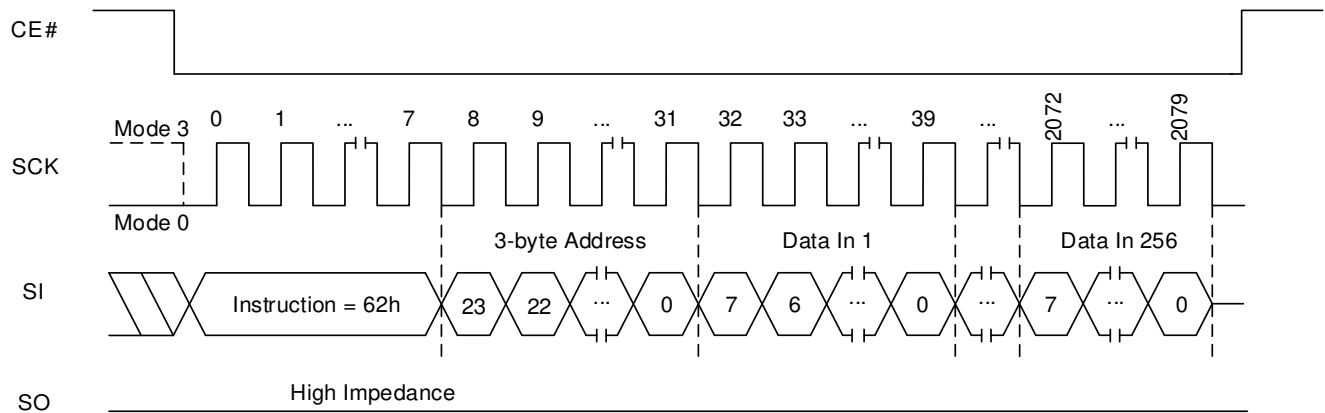 CE#
0 1 ... 7 8 9 ... 31 32 33 ... 39 ... 2072 ... 2079
Mode 3
SCK
Mode 0
3-byte Address Data In 1 Data In 256
SI
Instruction = 62h 23 22 ... 0 7 6 ... 0 ... 7 ... 0
High Impedance
SO